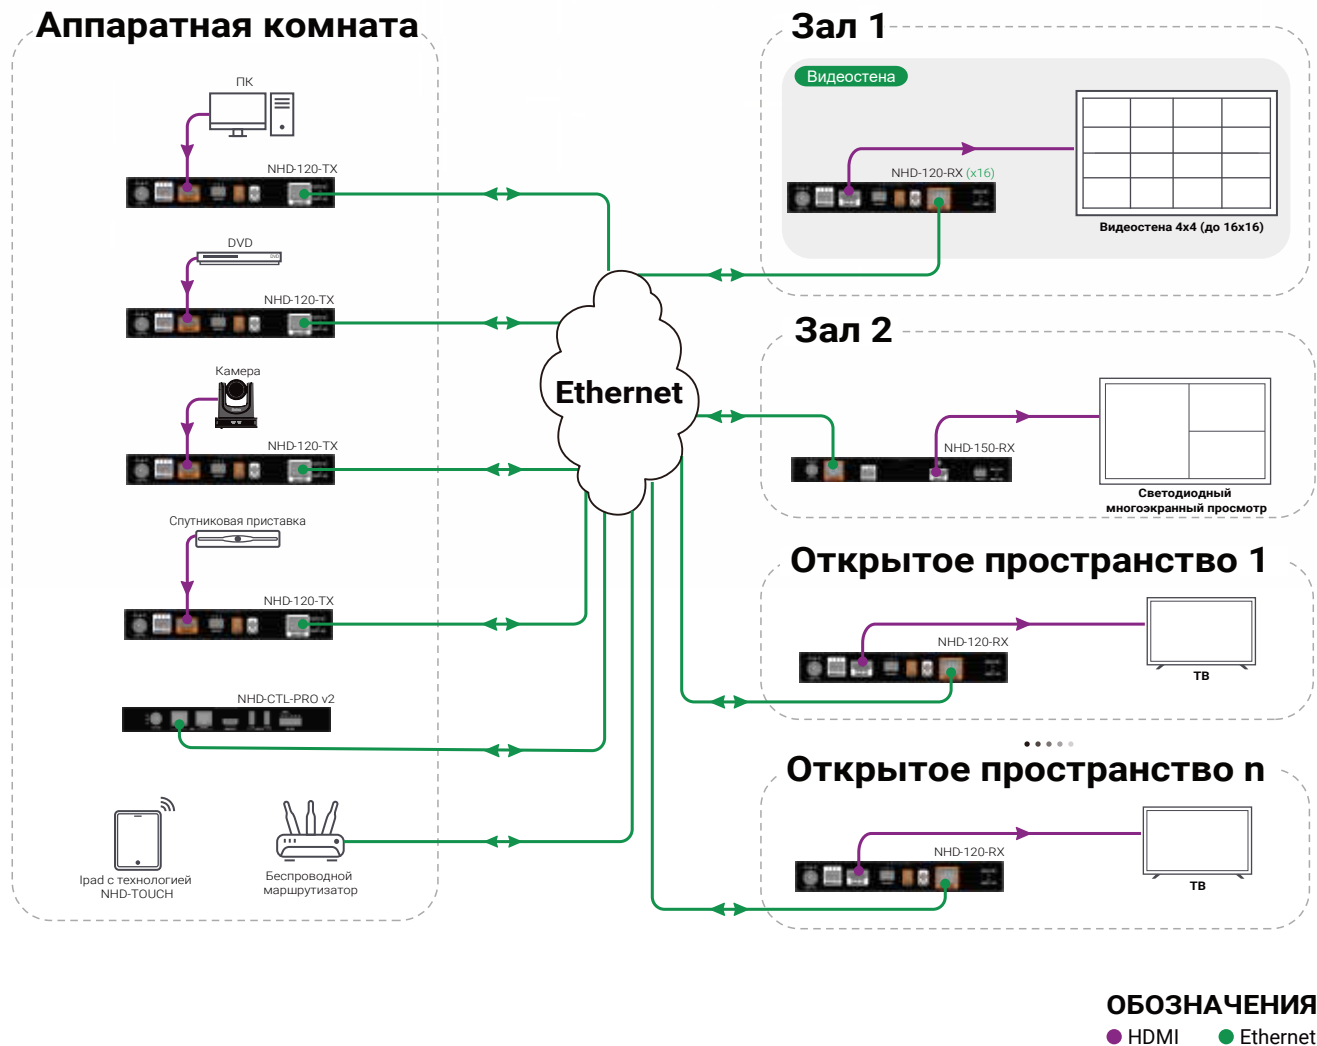 Аппаратная комната
ПК
NHD-120-TX
DVD
NHD-120-TX
Камера
NHD-120-TX
Спутниковая приставка
NHD-120-TX
NHD-CTL-PRO v2
Ipad с технологией
NHD-TOUCH
Беспроводной
маршрутизатор
Ethernet
Зал 1
Видеостена
NHD-120-RX (x16)
Видеостена 4x4 (до 16x16)
Зал 2
NHD-150-RX
Светодиодный
многоэкранный просмотр
Открытое пространство 1
NHD-120-RX
ТВ
Открытое пространство n
NHD-120-RX
ТВ
ОБОЗНАЧЕНИЯ
HDMI
Ethernet